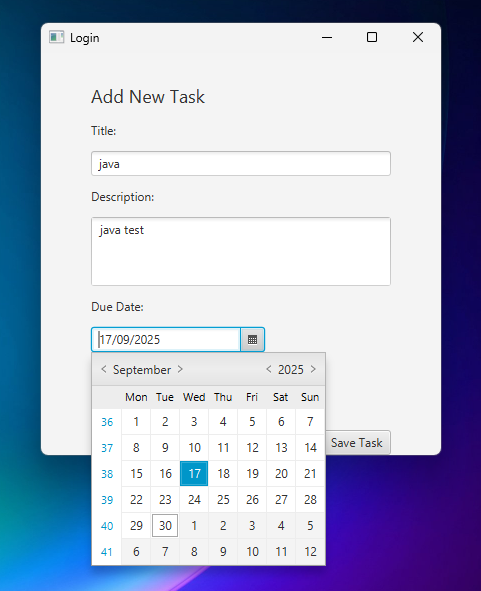 Login
Add New Task
Title:
java
Description:
java test
Due Date:
17/09/2025
September 2025
Mon Tue Wed Thu Fri Sat Sun
36 1 2 3 4 5 6 7
37 8 9 10 11 12 13 14
38 15 16 17 18 19 20 21
39 22 23 24 25 26 27 28
40 29 30 1 2 3 4 5
41 6 7 8 9 10 11 12
Save Task